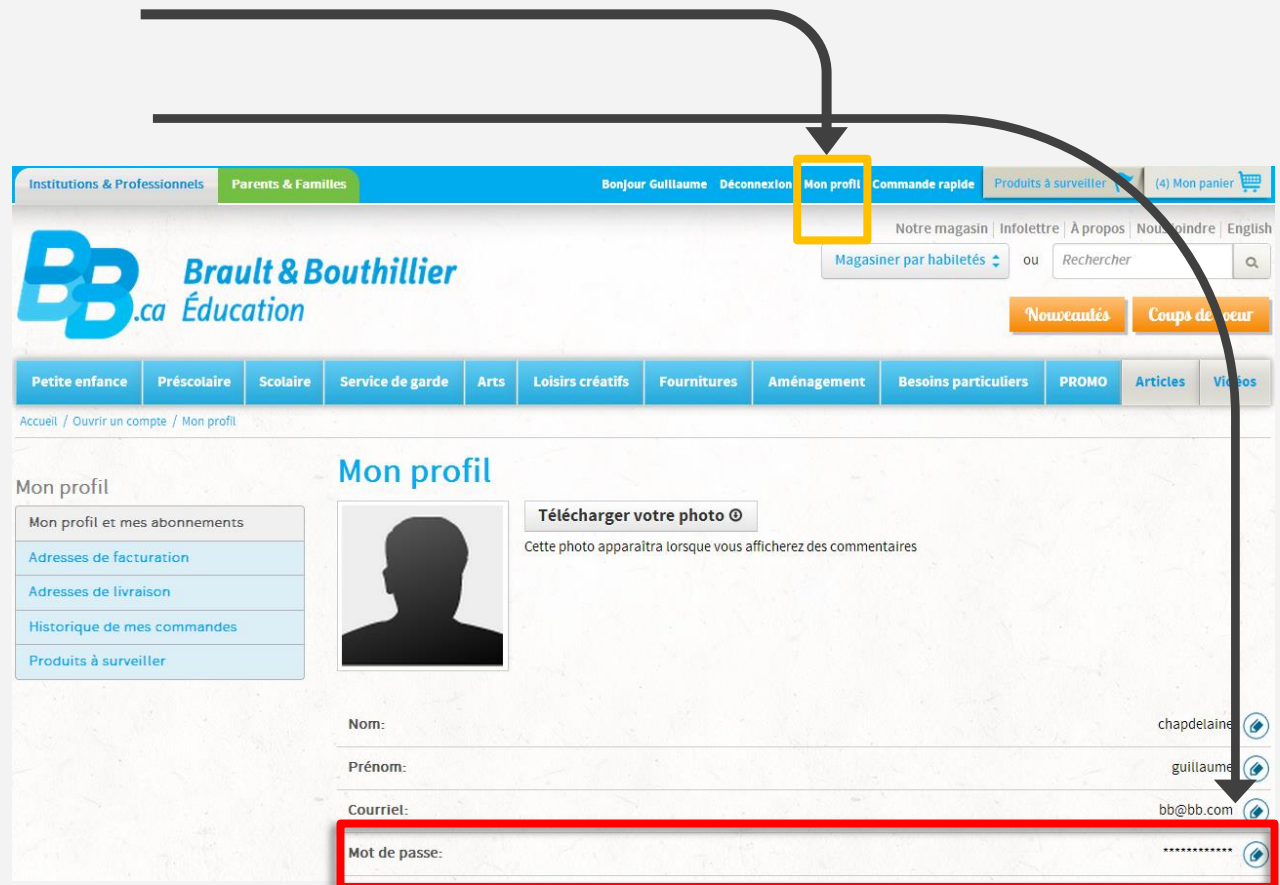 Institutions & Professionnels Parents & Familles Bonjour Guillaume Déconnexion Mon profil Commande rapide Produits à surveiller (4) Mon panier
Notre magasin | Infolettre | À propos | Nous joindre | English
BB.ca Brault & Bouthillier Éducation
Magasiner par habiletés ou Rechercher
Nouveautés Coups de coeur
Petite enfance Préscolaire Scolaire Service de garde Arts Loisirs créatifs Fournitures Aménagement Besoins particuliers PROMO Articles Vidéos
Accueil / Ouvrir un compte / Mon profil
Mon profil
Mon profil et mes abonnements
Adresses de facturation
Adresses de livraison
Historique de mes commandes
Produits à surveiller
Mon profil
Télécharger votre photo
Cette photo apparaîtra lorsque vous afficherez des commentaires
Nom: chapdelaine
Prénom: guillaume
Courriel: bb@bb.com
Mot de passe: ************